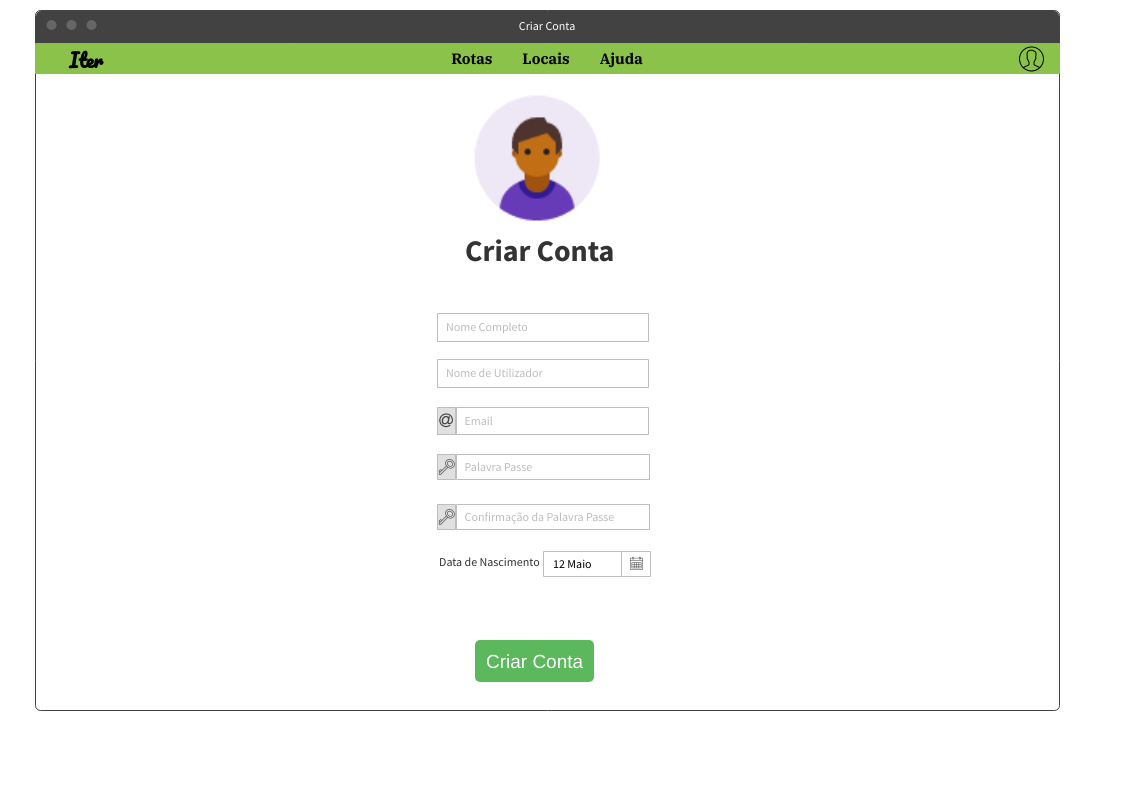 Criar Conta
Iter
Rotas Locais Ajuda
Criar Conta
Nome Completo
Nome de Utilizador
@ Email
Palavra Passe
Confirmação da Palavra Passe
Data de Nascimento 12 Maio
Criar Conta